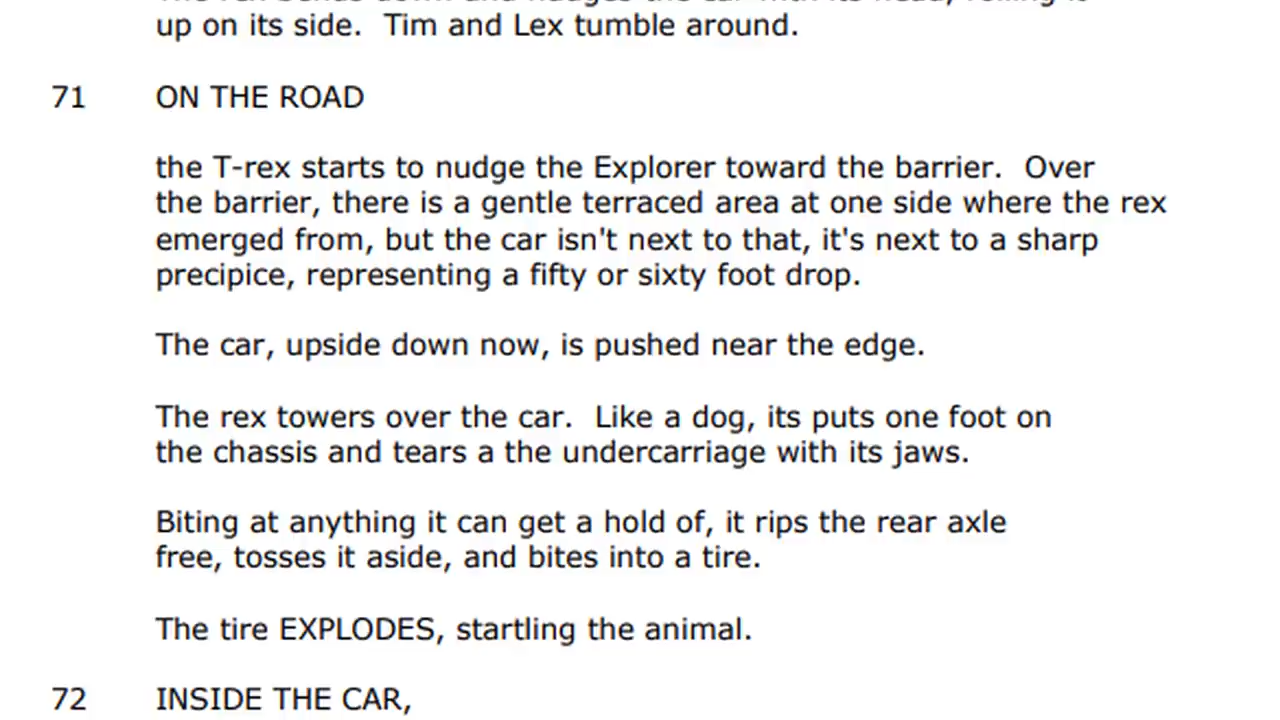 up on its side.  Tim and Lex tumble around.
71 ON THE ROAD
the T-rex starts to nudge the Explorer toward the barrier.  Over
the barrier, there is a gentle terraced area at one side where the rex
emerged from, but the car isn't next to that, it's next to a sharp
precipice, representing a fifty or sixty foot drop.
The car, upside down now, is pushed near the edge.
The rex towers over the car.  Like a dog, its puts one foot on
the chassis and tears a the undercarriage with its jaws.
Biting at anything it can get a hold of, it rips the rear axle
free, tosses it aside, and bites into a tire.
The tire EXPLODES, startling the animal.
72 INSIDE THE CAR,